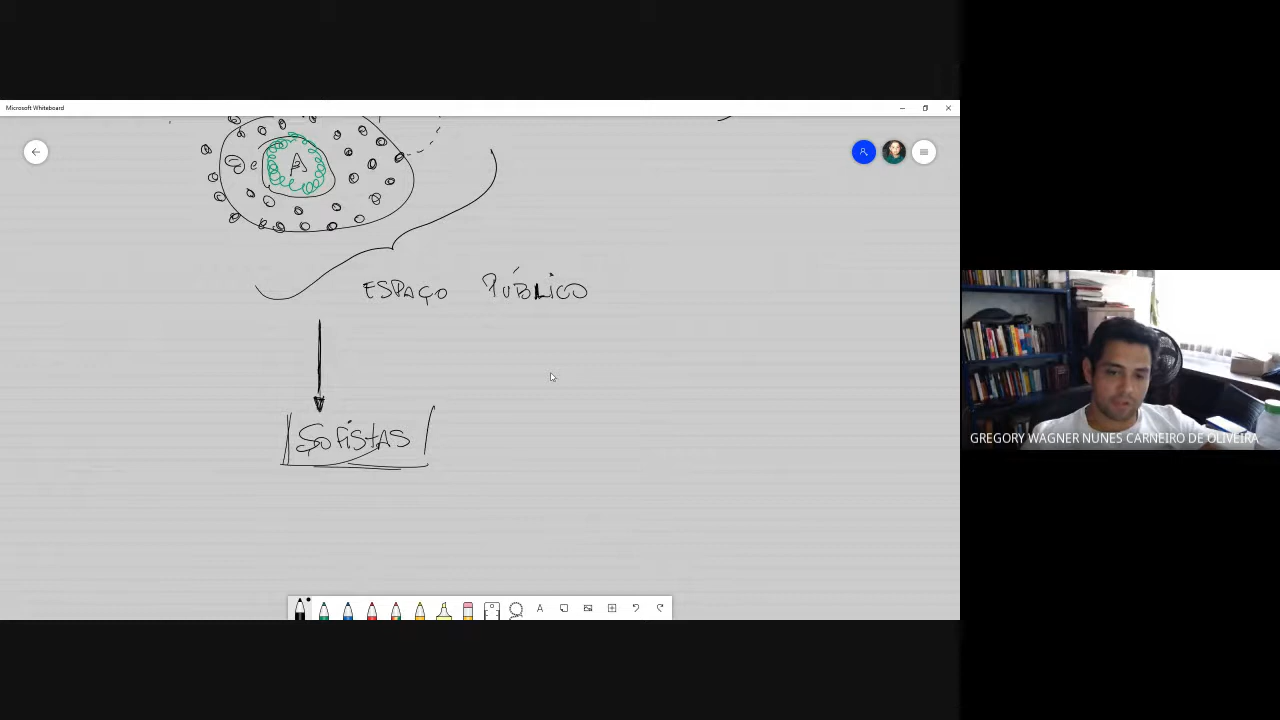 Microsoft Whiteboard
A
ESPAÇO PÚBLICO
SOFISTAS
GREGORY WAGNER NUNES CARNEIRO DE OLIVEIRA
A